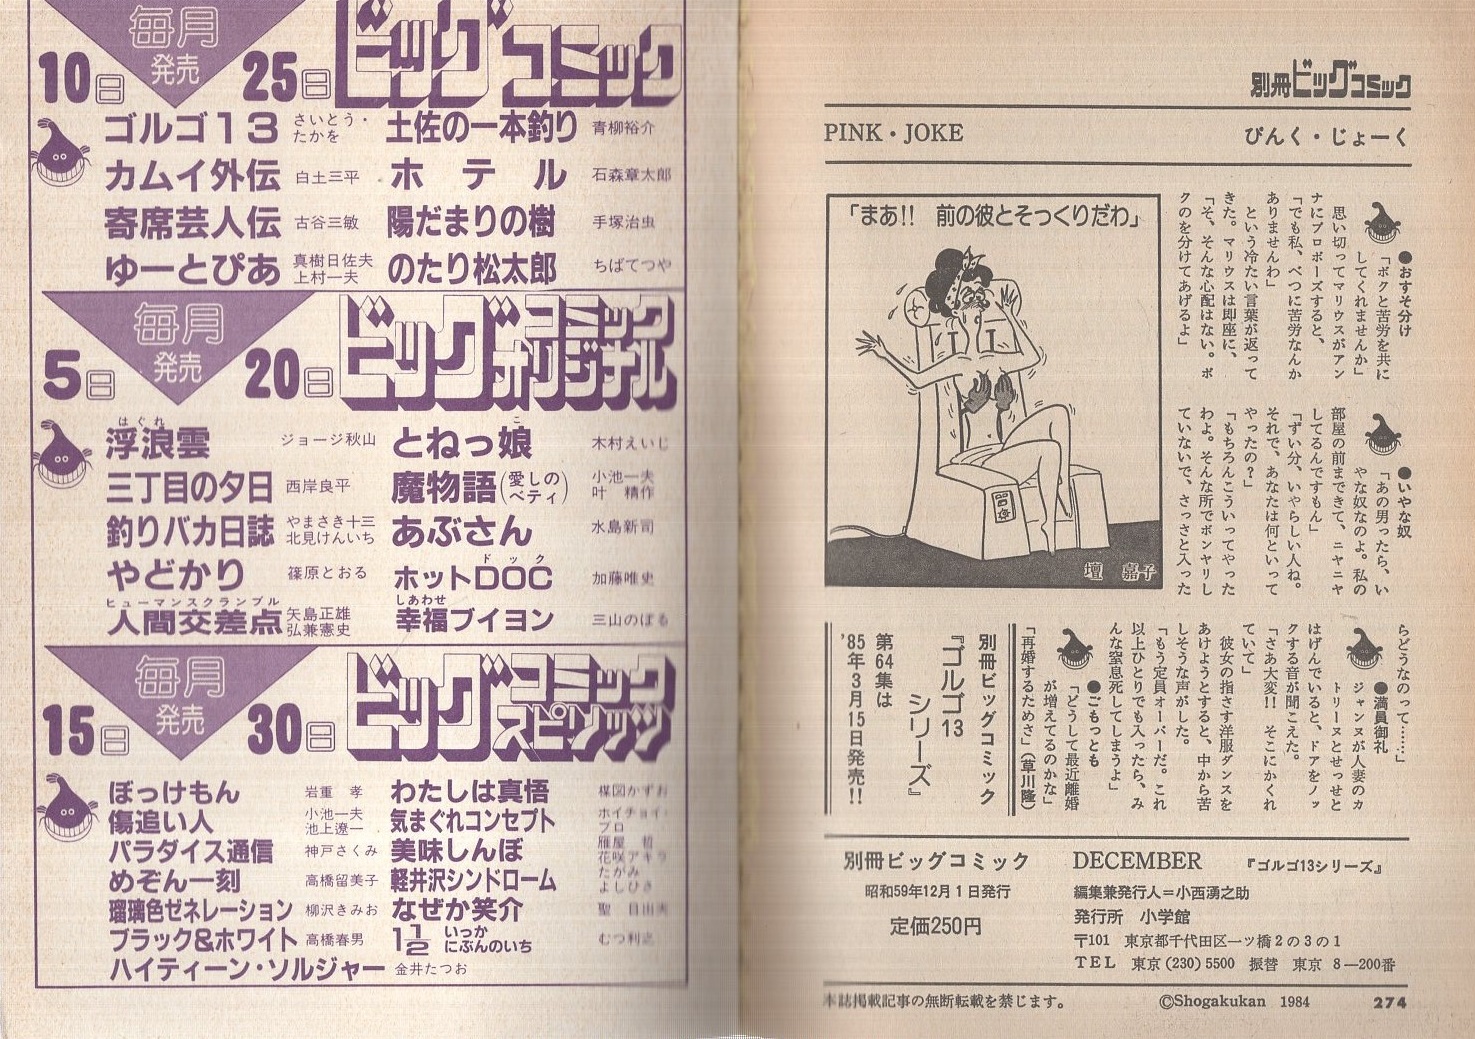 毎月
発売
10日 25日
ビッグコミック
ゴルゴ13 さいとう・たかを
土佐の一本釣り 青柳裕介
カムイ外伝 白土三平
ホテル 石森章太郎
寄席芸人伝 古谷三敏
陽だまりの樹 手塚治虫
ゆーとぴあ 真樹日佐夫 上村一夫
のたり松太郎 ちばてつや
毎月
発売
5日 20日
ビッグコミックオリジナル
はぐれ
浮浪雲 ジョージ秋山
こ
とねっ娘 木村えいじ
三丁目の夕日 西岸良平
魔物語(愛しのベティ) 小池一夫 叶精作
釣りバカ日誌 やまさき十三 北見けんいち
あぶさん 水島新司
やどかり 篠原とおる
ドック
ホットDOC 加藤唯史
ヒューマンスクランブル
人間交差点 矢島正雄 弘兼憲史
しあわせ
幸福ブイヨン 三山のぼる
毎月
発売
15日 30日
ビッグコミックスピリッツ
ぼっけもん 岩重孝
わたしは真悟 楳図かずお
傷追い人 小池一夫 池上遼一
気まぐれコンセプト ホイチョイ・プロ
パラダイス通信 神戸さくみ
美味しんぼ 雁屋哲 花咲アキラ
めぞん一刻 高橋留美子
軽井沢シンドローム たがみよしひさ
瑠璃色ゼネレーション 柳沢きみお
なぜか笑介 聖日出夫
ブラック&ホワイト 高橋春男
1 1/2 いっかにぶんのいち むつ利之
ハイティーン・ソルジャー 金井たつお
別冊ビッグコミック
PINK・JOKE ぴんく・じょーく
「まあ!! 前の彼とそっくりだわ」
壇 嘉子
●おすそ分け
「ボクと苦労を共に
してくれませんか」
思い切ってマリウスがアン
ナにプロポーズすると、
「でも私、べつに苦労なんか
ありませんわ」
という冷たい言葉が返って
きた。マリウスは即座に、
「そ、そんな心配はない。ボ
クのを分けてあげるよ」
●いやな奴
「あの男ったら、い
やな奴なのよ。私の
部屋の前まできて、ニヤニヤ
してるんですもん」
「ずい分、いやらしい人ね。
それで、あなたは何といって
やったの?」
「もちろんこういってやった
わよ。そんな所でボンヤリし
ていないで、さっさと入った
らどうなのって……」
●満員御礼
ジャンヌが人妻のカ
トリーヌとせっせと
はげんでいると、ドアをノッ
クする音が聞こえた。
「さあ大変!! そこにかくれ
ていて」
彼女の指さす洋服ダンスを
あけようとすると、中から苦
しそうな声がした。
「もう定員オーバーだ。これ
以上ひとりでも入ったら、み
んな窒息死してしまうよ」
●ごもっとも
「どうして最近離婚
が増えてるのかな」
「再婚するためさ」(草川隆)
別冊ビッグコミック
『ゴルゴ13
シリーズ』
第64集は
'85年3月15日発売!!
別冊ビッグコミック DECEMBER 『ゴルゴ13シリーズ』
昭和59年12月1日発行
定価250円
編集兼発行人=小西湧之助
発行所 小学館
〒101 東京都千代田区一ツ橋2の3の1
TEL 東京(230)5500 振替 東京 8―200番
本誌掲載記事の無断転載を禁じます。
©Shogakukan 1984
274